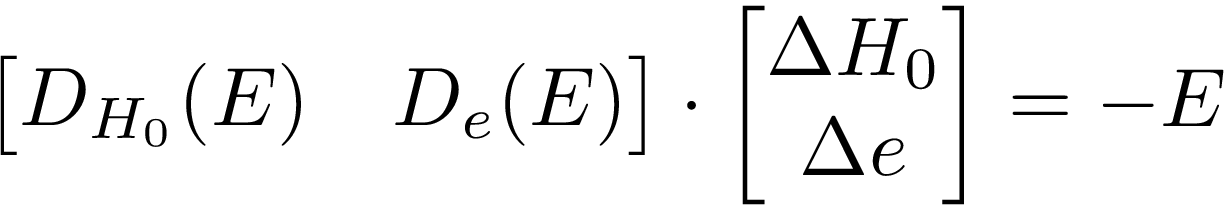 [D_{H_0}(E) D_e(E)] · [ΔH_0; Δe] = −E